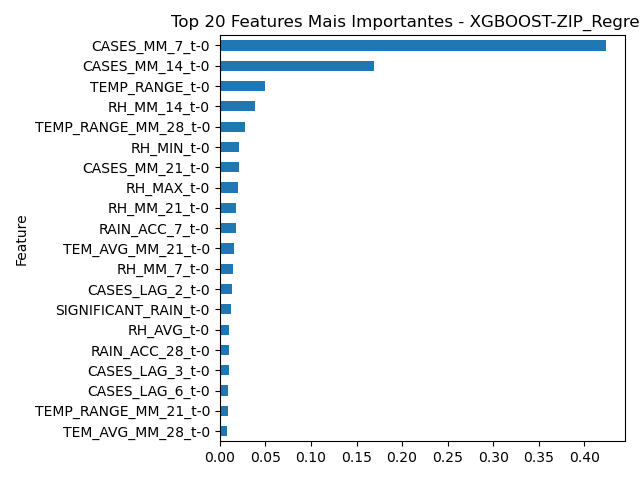 Top 20 Features Mais Importantes - XGBOOST-ZIP_Regre
CASES_MM_7_t-0
CASES_MM_14_t-0
TEMP_RANGE_t-0
RH_MM_14_t-0
TEMP_RANGE_MM_28_t-0
RH_MIN_t-0
CASES_MM_21_t-0
RH_MAX_t-0
RH_MM_21_t-0
RAIN_ACC_7_t-0
TEM_AVG_MM_21_t-0
RH_MM_7_t-0
CASES_LAG_2_t-0
SIGNIFICANT_RAIN_t-0
RH_AVG_t-0
RAIN_ACC_28_t-0
CASES_LAG_3_t-0
CASES_LAG_6_t-0
TEMP_RANGE_MM_21_t-0
TEM_AVG_MM_28_t-0
Feature
0.00 0.05 0.10 0.15 0.20 0.25 0.30 0.35 0.40